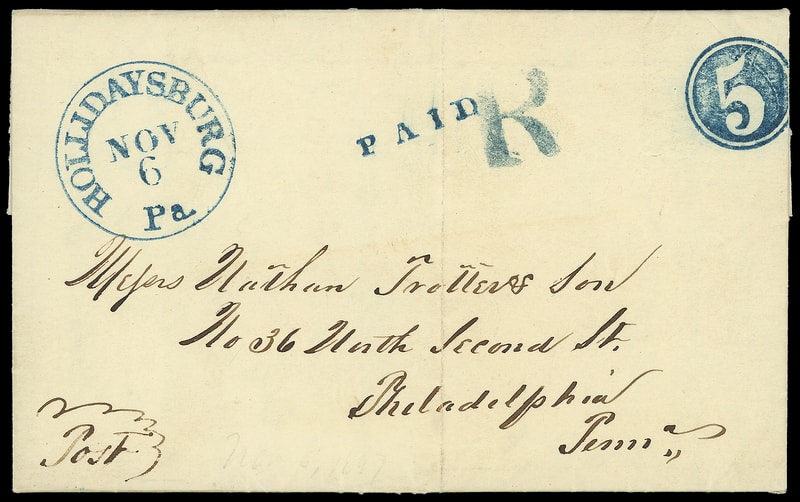 HOLLIDAYSBURG
NOV
6
Pa
PAID
R
5
Messrs Nathan Trotter & Son
No 36 North Second St.
Philadelphia
Penna
Post